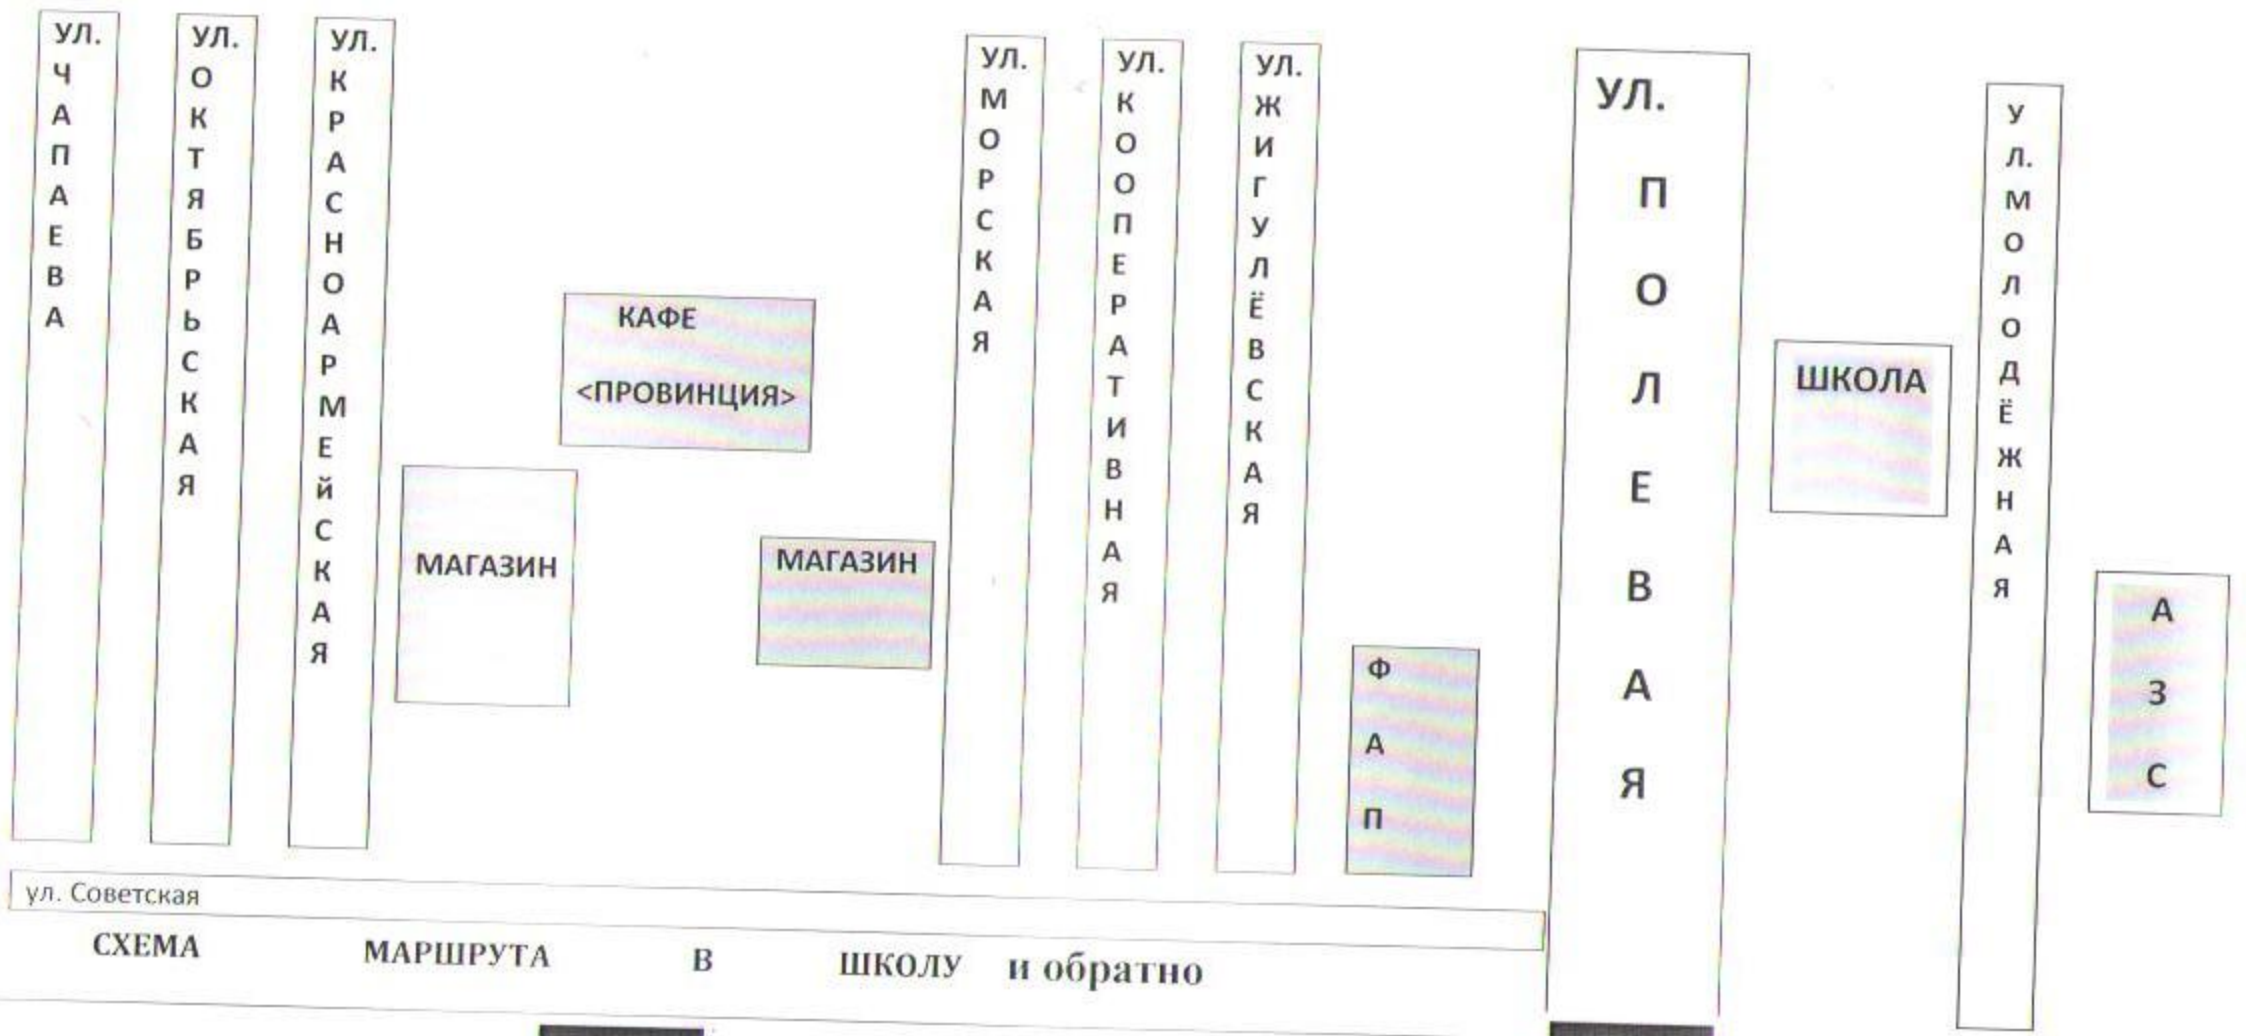 УЛ. ЧАПАЕВА
УЛ. ОКТЯБРЬСКАЯ
УЛ. КРАСНОАРМЕйСКАЯ
КАФЕ
<ПРОВИНЦИЯ>
МАГАЗИН
МАГАЗИН
УЛ. МОРСКАЯ
УЛ. КООПЕРАТИВНАЯ
УЛ. ЖИГУЛЁВСКАЯ
ФАП
УЛ. ПОЛЕВАЯ
ШКОЛА
УЛ. МОЛОДЁЖНАЯ
АЗС
ул. Советская
СХЕМА МАРШРУТА В ШКОЛУ и обратно